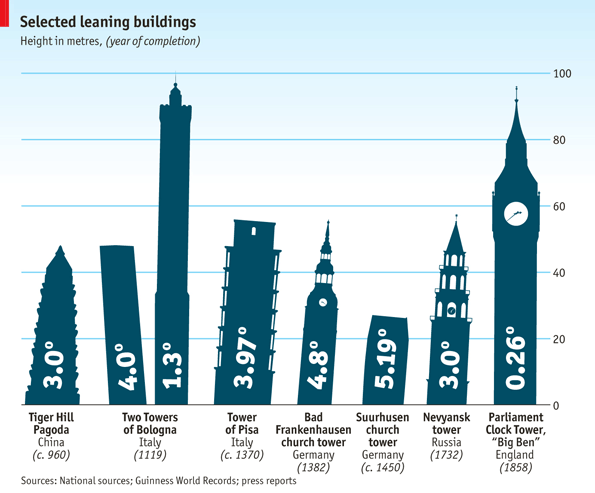 Selected leaning buildings
Height in metres, (year of completion)
100
80
60
40
20
0
3.0°
4.0°
1.3°
3.97°
4.8°
5.19°
3.0°
0.26°
Tiger Hill
Pagoda
China
(c. 960)
Two Towers
of Bologna
Italy
(1119)
Tower
of Pisa
Italy
(c. 1370)
Bad
Frankenhausen
church tower
Germany
(1382)
Suurhusen
church
tower
Germany
(c. 1450)
Nevyansk
tower
Russia
(1732)
Parliament
Clock Tower,
“Big Ben”
England
(1858)
Sources: National sources; Guinness World Records; press reports